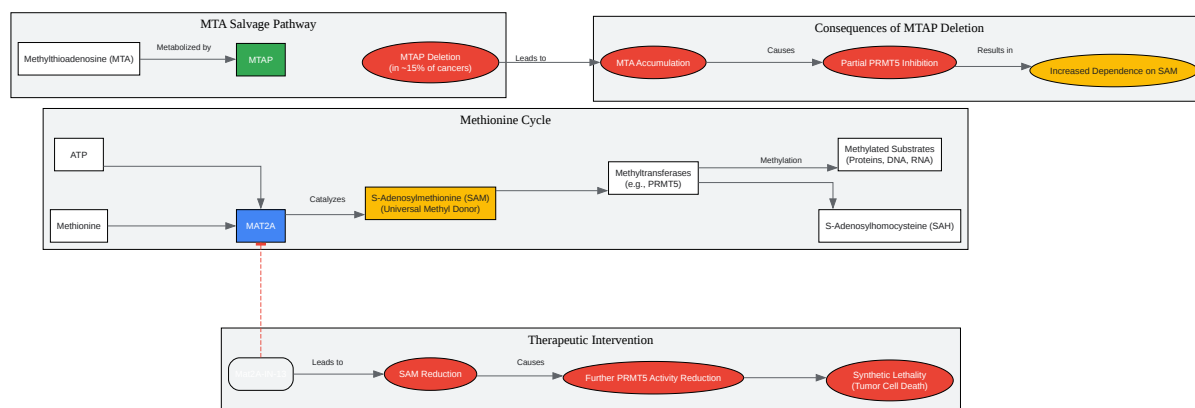 MTA Salvage Pathway
Methylthioadenosine (MTA)
Metabolized by
MTAP
MTAP Deletion
(in ~15% of cancers)
Leads to
Consequences of MTAP Deletion
MTA Accumulation
Causes
Partial PRMT5 Inhibition
Results in
Increased Dependence on SAM
Methionine Cycle
ATP
Methionine
MAT2A
Catalyzes
S-Adenosylmethionine (SAM)
(Universal Methyl Donor)
Methyltransferases
(e.g., PRMT5)
Methylation
Methylated Substrates
(Proteins, DNA, RNA)
S-Adenosylhomocysteine (SAH)
Therapeutic Intervention
Leads to
SAM Reduction
Causes
Further PRMT5 Activity Reduction
Synthetic Lethality
(Tumor Cell Death)